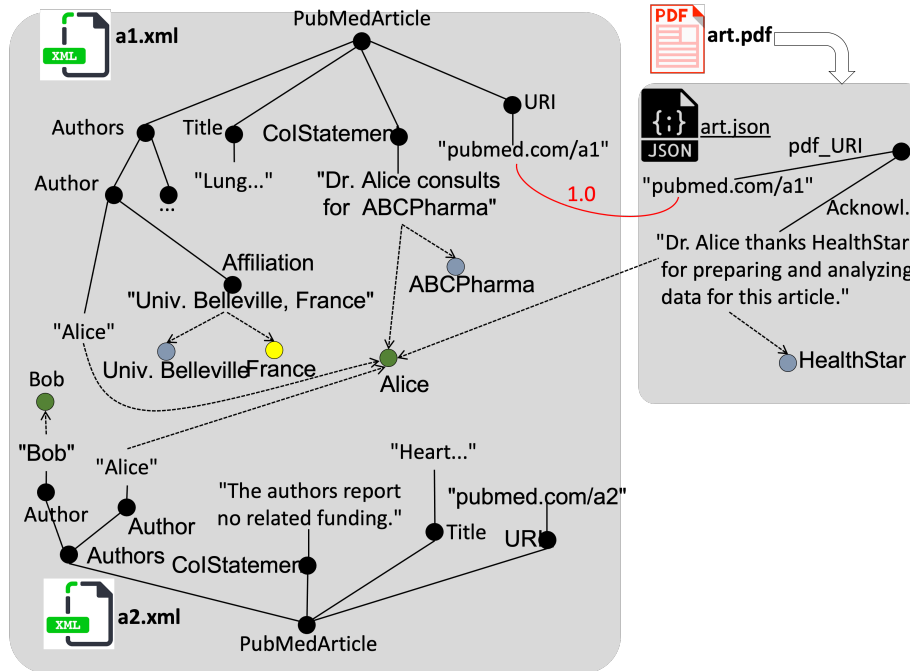 PubMedArticle
XML
a1.xml
PDF
art.pdf
Authors
Title
CoIStatemen
URI
"pubmed.com/a1"
{;}
JSON
art.json
pdf_URI
"pubmed.com/a1"
Acknowl.
Author
...
"Lung..."
"Dr. Alice consults
for ABCPharma"
1.0
"Dr. Alice thanks HealthStar
for preparing and analyzing
data for this article."
Affiliation
"Univ. Belleville, France"
ABCPharma
"Alice"
Univ. Belleville
France
Alice
HealthStar
Bob
"Bob"
"Alice"
"Heart..."
"The authors report
no related funding."
"pubmed.com/a2"
Author
Author
Authors
CoIStatemen
Title
URI
XML
a2.xml
PubMedArticle